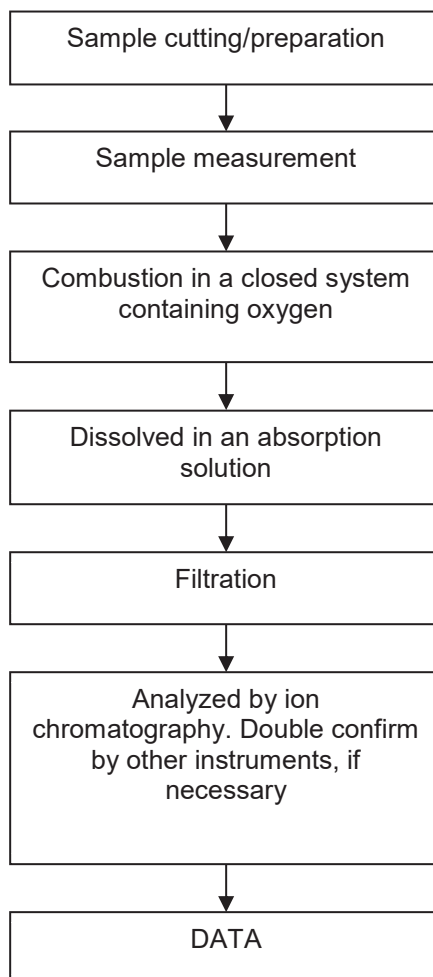 Sample cutting/preparation
Sample measurement
Combustion in a closed system
containing oxygen
Dissolved in an absorption
solution
Filtration
Analyzed by ion
chromatography. Double confirm
by other instruments, if
necessary
DATA